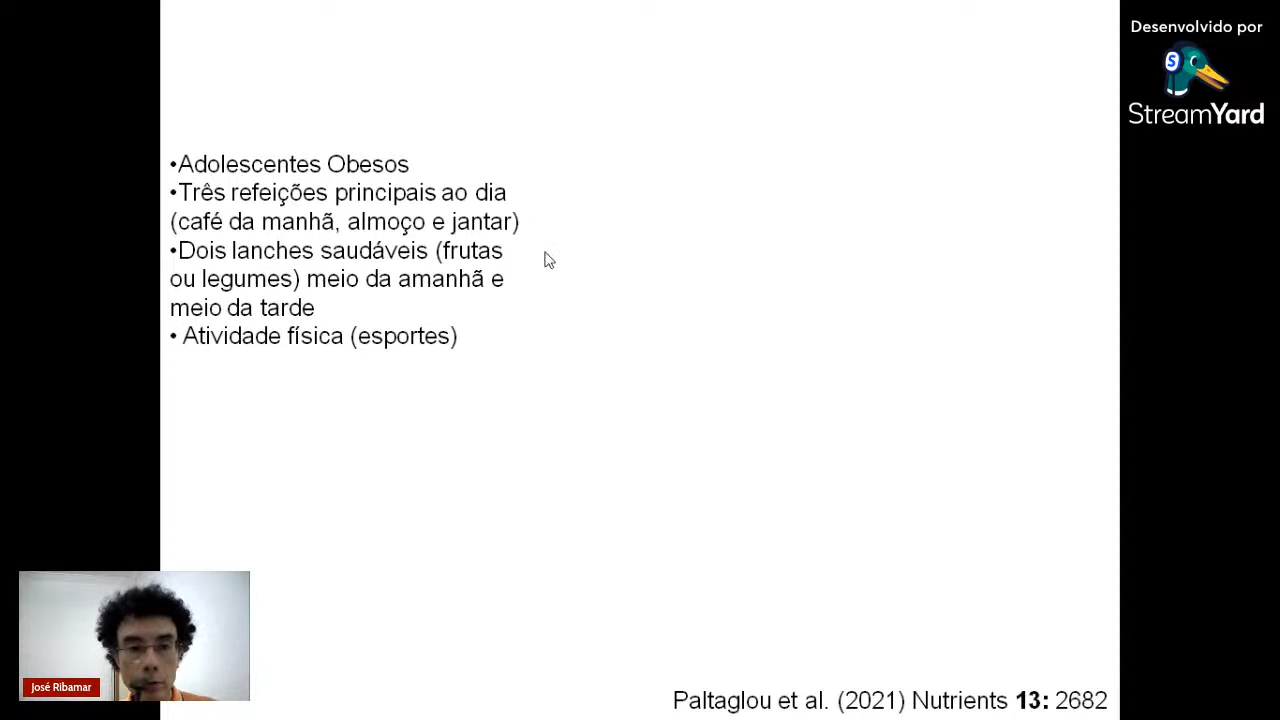 Desenvolvido por
S
StreamYard
•Adolescentes Obesos
•Três refeições principais ao dia
(café da manhã, almoço e jantar)
•Dois lanches saudáveis (frutas
ou legumes) meio da amanhã e
meio da tarde
• Atividade física (esportes)
José Ribamar
Paltaglou et al. (2021) Nutrients 13: 2682